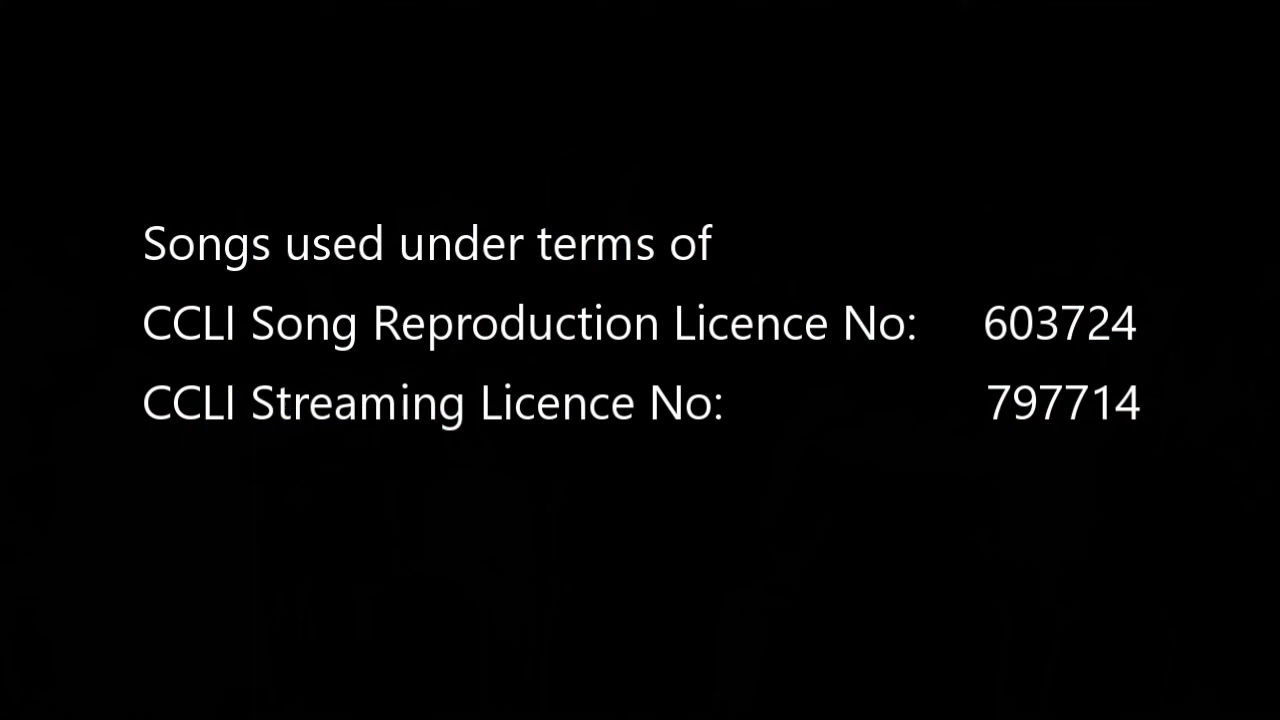 Songs used under terms of
CCLI Song Reproduction Licence No: 603724
CCLI Streaming Licence No: 797714